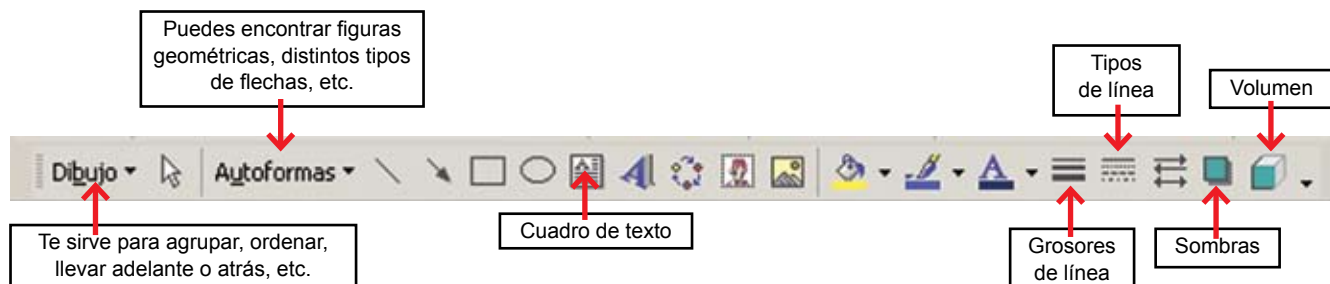 Puedes encontrar figuras
geométricas, distintos tipos
de flechas, etc.
Tipos
de línea
Volumen
Dibujo
Autoformas
Te sirve para agrupar, ordenar,
llevar adelante o atrás, etc.
Cuadro de texto
Grosores
de línea
Sombras